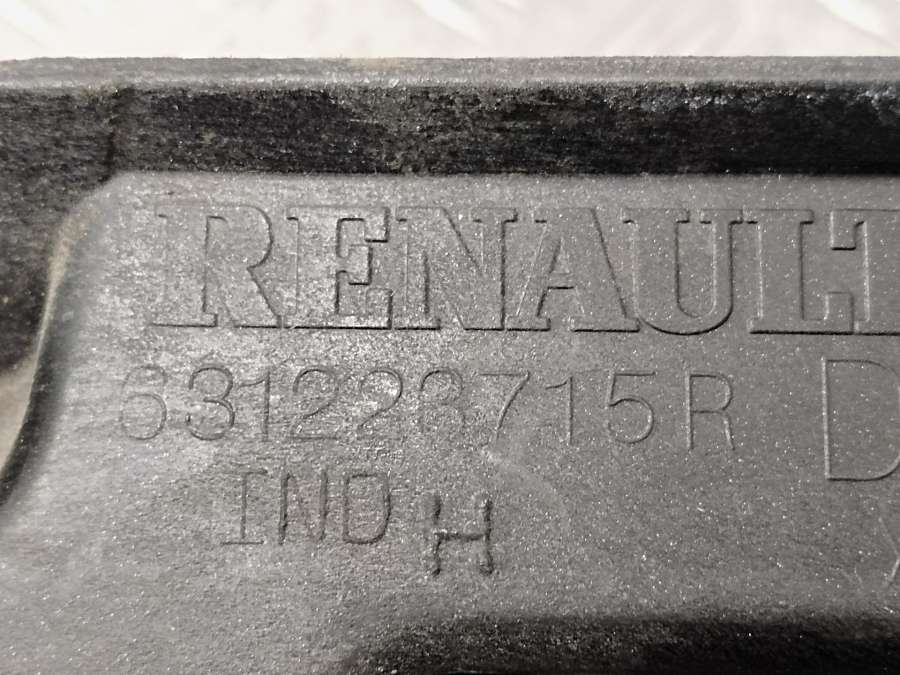 RENAULT
631228715R D
IND H